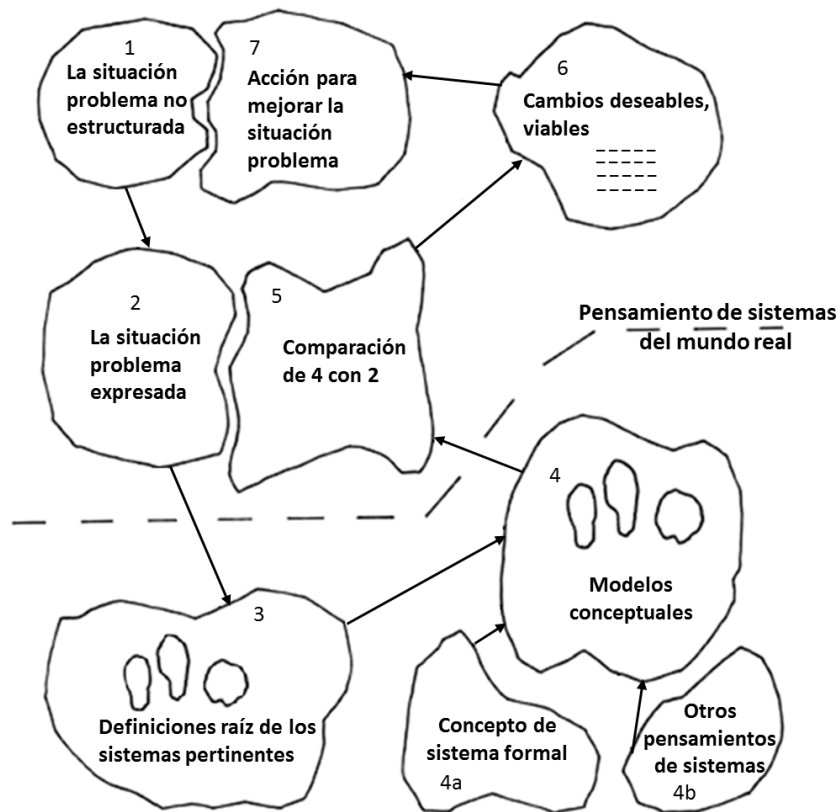 1
La situación
problema no
estructurada
7
Acción para
mejorar la
situación
problema
6
Cambios deseables,
viables
2
La situación
problema
expresada
5
Comparación
de 4 con 2
Pensamiento de sistemas
del mundo real
4
Modelos
conceptuales
3
Definiciones raíz de los
sistemas pertinentes
Concepto de
sistema formal
4a
Otros
pensamientos
de sistemas
4b